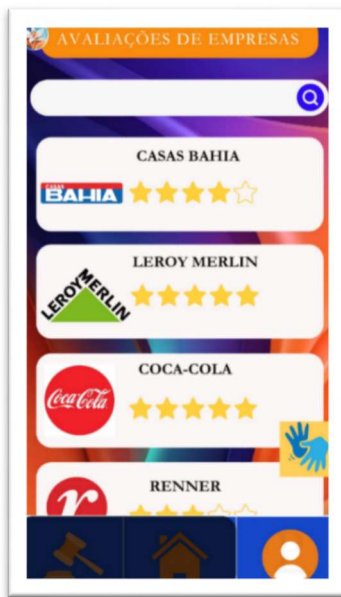 AVALIAÇÕES DE EMPRESAS
CASAS BAHIA
CASAS
BAHIA
LEROY MERLIN
LEROY MERLIN
COCA-COLA
Coca-Cola
RENNER
r